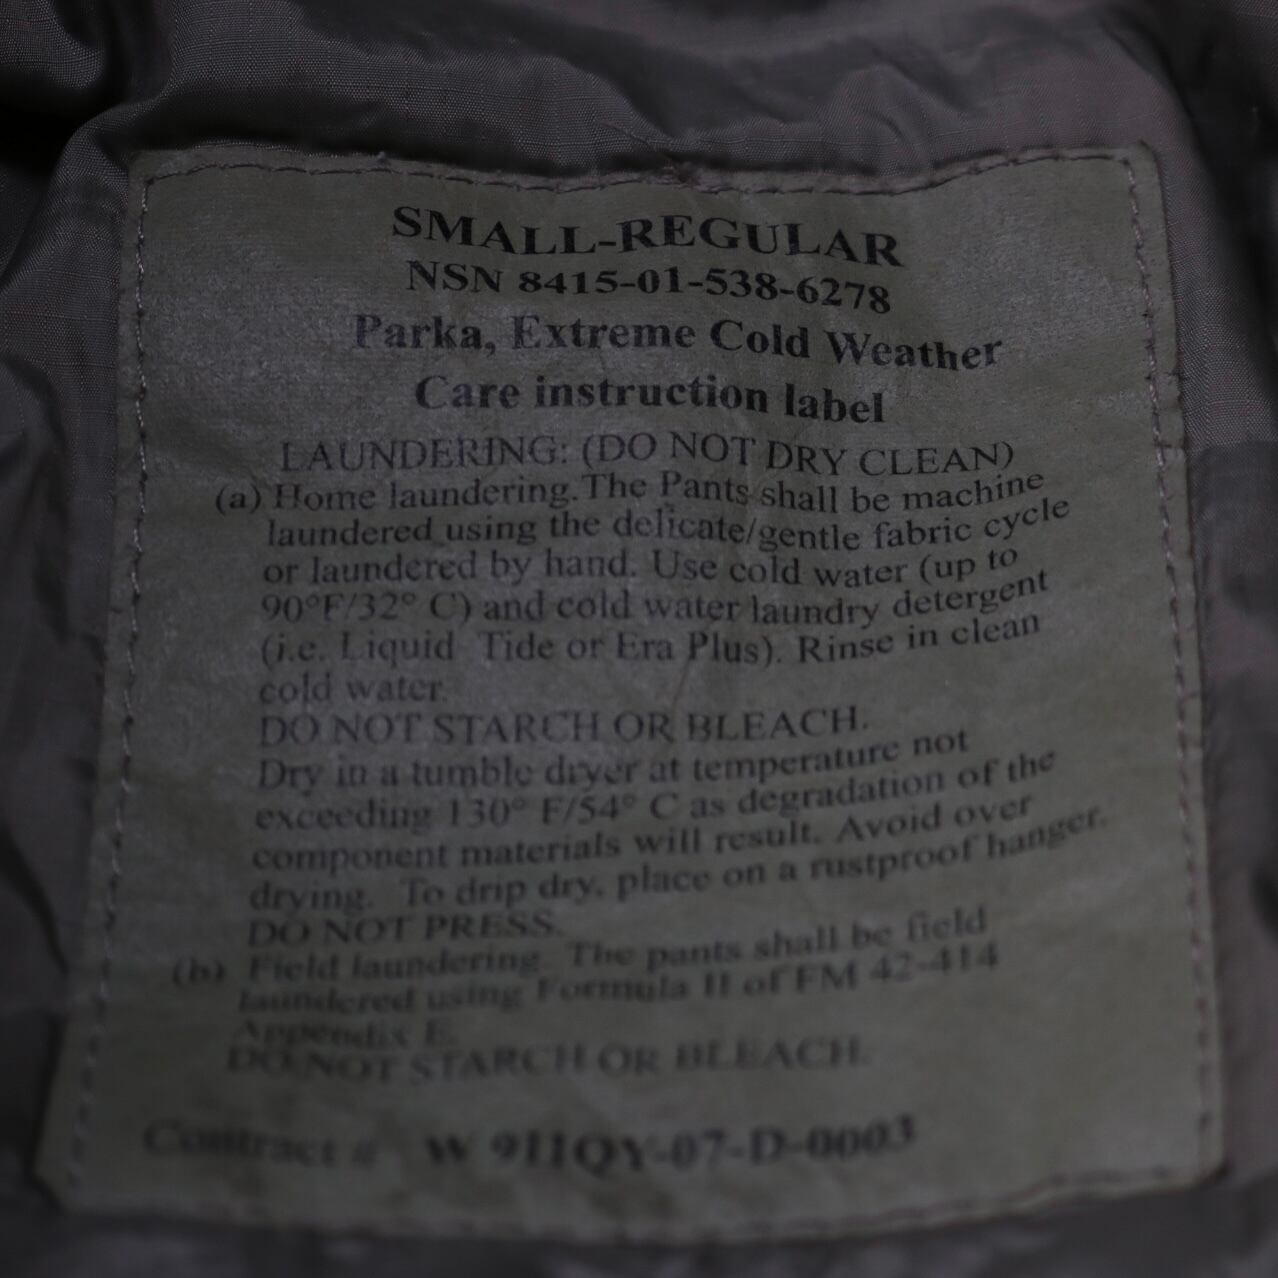 SMALL-REGULAR
NSN 8415-01-538-6278
Parka, Extreme Cold Weather
Care instruction label
LAUNDERING: (DO NOT DRY CLEAN)
(a) Home laundering.The Pants shall be machine
laundered using the delicate/gentle fabric cycle
or laundered by hand. Use cold water (up to
90°F/32° C) and cold water laundry detergent
(i.e. Liquid Tide or Era Plus). Rinse in clean
cold water.
DO NOT STARCH OR BLEACH.
Dry in a tumble dryer at temperature not
exceeding 130° F/54° C as degradation of the
component materials will result. Avoid over
drying. To drip dry, place on a rustproof hanger.
DO NOT PRESS.
(b) Field laundering. The pants shall be field
laundered using Formula II of FM 42-414
Appendix E.
DO NOT STARCH OR BLEACH.
Contract # W 911QY-07-D-0003